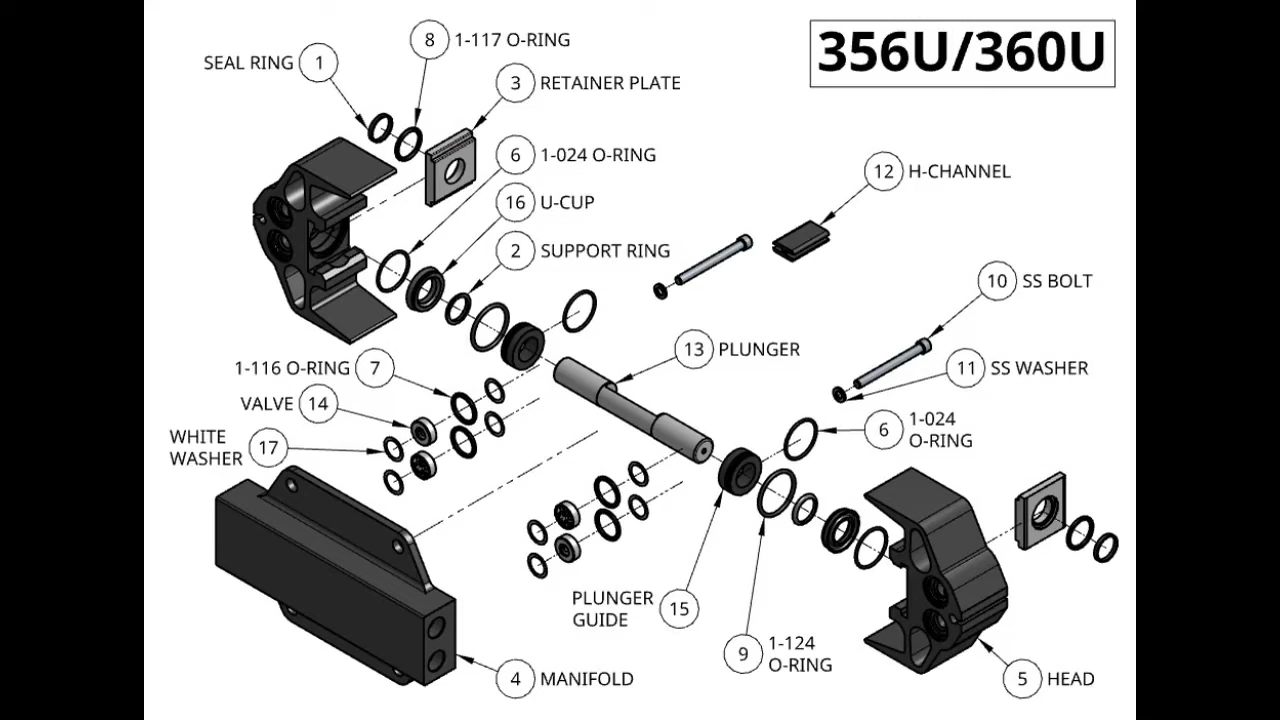 356U/360U
8 1-117 O-RING
SEAL RING 1
3 RETAINER PLATE
6 1-024 O-RING
12 H-CHANNEL
16 U-CUP
2 SUPPORT RING
10 SS BOLT
13 PLUNGER
1-116 O-RING 7
11 SS WASHER
VALVE 14
6 1-024
O-RING
WHITE
WASHER 17
PLUNGER
GUIDE 15
9 1-124
O-RING
4 MANIFOLD
5 HEAD